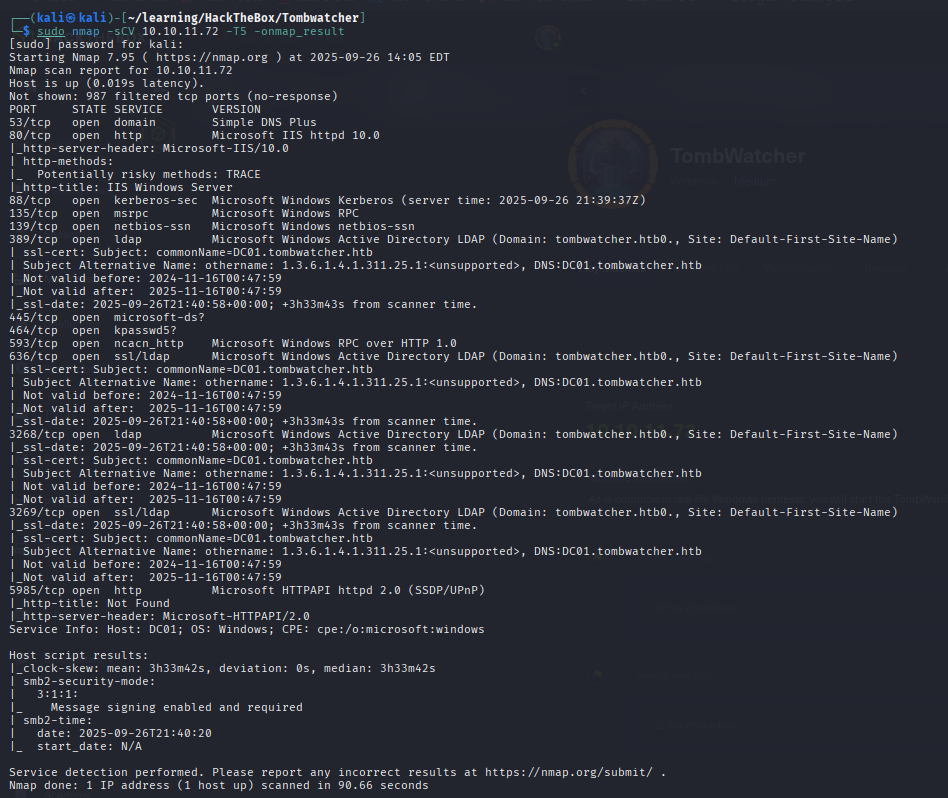 ┌──(kali㉿kali)-[~/learning/HackTheBox/Tombwatcher]
└─$ sudo nmap -sCV 10.10.11.72 -T5 -onmap_result
[sudo] password for kali:
Starting Nmap 7.95 ( https://nmap.org ) at 2025-09-26 14:05 EDT
Nmap scan report for 10.10.11.72
Host is up (0.019s latency).
Not shown: 987 filtered tcp ports (no-response)
PORT     STATE SERVICE       VERSION
53/tcp   open  domain        Simple DNS Plus
80/tcp   open  http          Microsoft IIS httpd 10.0
|_http-server-header: Microsoft-IIS/10.0
| http-methods:
|_  Potentially risky methods: TRACE
TombWatcher
|_http-title: IIS Windows Server
88/tcp   open  kerberos-sec  Microsoft Windows Kerberos (server time: 2025-09-26 21:39:37Z)
135/tcp  open  msrpc         Microsoft Windows RPC
139/tcp  open  netbios-ssn   Microsoft Windows netbios-ssn
389/tcp  open  ldap          Microsoft Windows Active Directory LDAP (Domain: tombwatcher.htb0., Site: Default-First-Site-Name)
| ssl-cert: Subject: commonName=DC01.tombwatcher.htb
| Subject Alternative Name: othername: 1.3.6.1.4.1.311.25.1:<unsupported>, DNS:DC01.tombwatcher.htb
| Not valid before: 2024-11-16T00:47:59
|_Not valid after:  2025-11-16T00:47:59
|_ssl-date: 2025-09-26T21:40:58+00:00; +3h33m43s from scanner time.
445/tcp  open  microsoft-ds?
464/tcp  open  kpasswd5?
593/tcp  open  ncacn_http    Microsoft Windows RPC over HTTP 1.0
636/tcp  open  ssl/ldap      Microsoft Windows Active Directory LDAP (Domain: tombwatcher.htb0., Site: Default-First-Site-Name)
| ssl-cert: Subject: commonName=DC01.tombwatcher.htb
| Subject Alternative Name: othername: 1.3.6.1.4.1.311.25.1:<unsupported>, DNS:DC01.tombwatcher.htb
| Not valid before: 2024-11-16T00:47:59
|_Not valid after:  2025-11-16T00:47:59
|_ssl-date: 2025-09-26T21:40:58+00:00; +3h33m43s from scanner time.
3268/tcp open  ldap          Microsoft Windows Active Directory LDAP (Domain: tombwatcher.htb0., Site: Default-First-Site-Name)
|_ssl-date: 2025-09-26T21:40:58+00:00; +3h33m43s from scanner time.
| ssl-cert: Subject: commonName=DC01.tombwatcher.htb
| Subject Alternative Name: othername: 1.3.6.1.4.1.311.25.1:<unsupported>, DNS:DC01.tombwatcher.htb
| Not valid before: 2024-11-16T00:47:59
|_Not valid after:  2025-11-16T00:47:59
3269/tcp open  ssl/ldap      Microsoft Windows Active Directory LDAP (Domain: tombwatcher.htb0., Site: Default-First-Site-Name)
|_ssl-date: 2025-09-26T21:40:58+00:00; +3h33m43s from scanner time.
| ssl-cert: Subject: commonName=DC01.tombwatcher.htb
| Subject Alternative Name: othername: 1.3.6.1.4.1.311.25.1:<unsupported>, DNS:DC01.tombwatcher.htb
| Not valid before: 2024-11-16T00:47:59
|_Not valid after:  2025-11-16T00:47:59
5985/tcp open  http          Microsoft HTTPAPI httpd 2.0 (SSDP/UPnP)
|_http-title: Not Found
|_http-server-header: Microsoft-HTTPAPI/2.0
Service Info: Host: DC01; OS: Windows; CPE: cpe:/o:microsoft:windows

Host script results:
|_clock-skew: mean: 3h33m42s, deviation: 0s, median: 3h33m42s
| smb2-security-mode:
|   3:1:1:
|_    Message signing enabled and required
| smb2-time:
|   date: 2025-09-26T21:40:20
|_  start_date: N/A

Service detection performed. Please report any incorrect results at https://nmap.org/submit/ .
Nmap done: 1 IP address (1 host up) scanned in 90.66 seconds